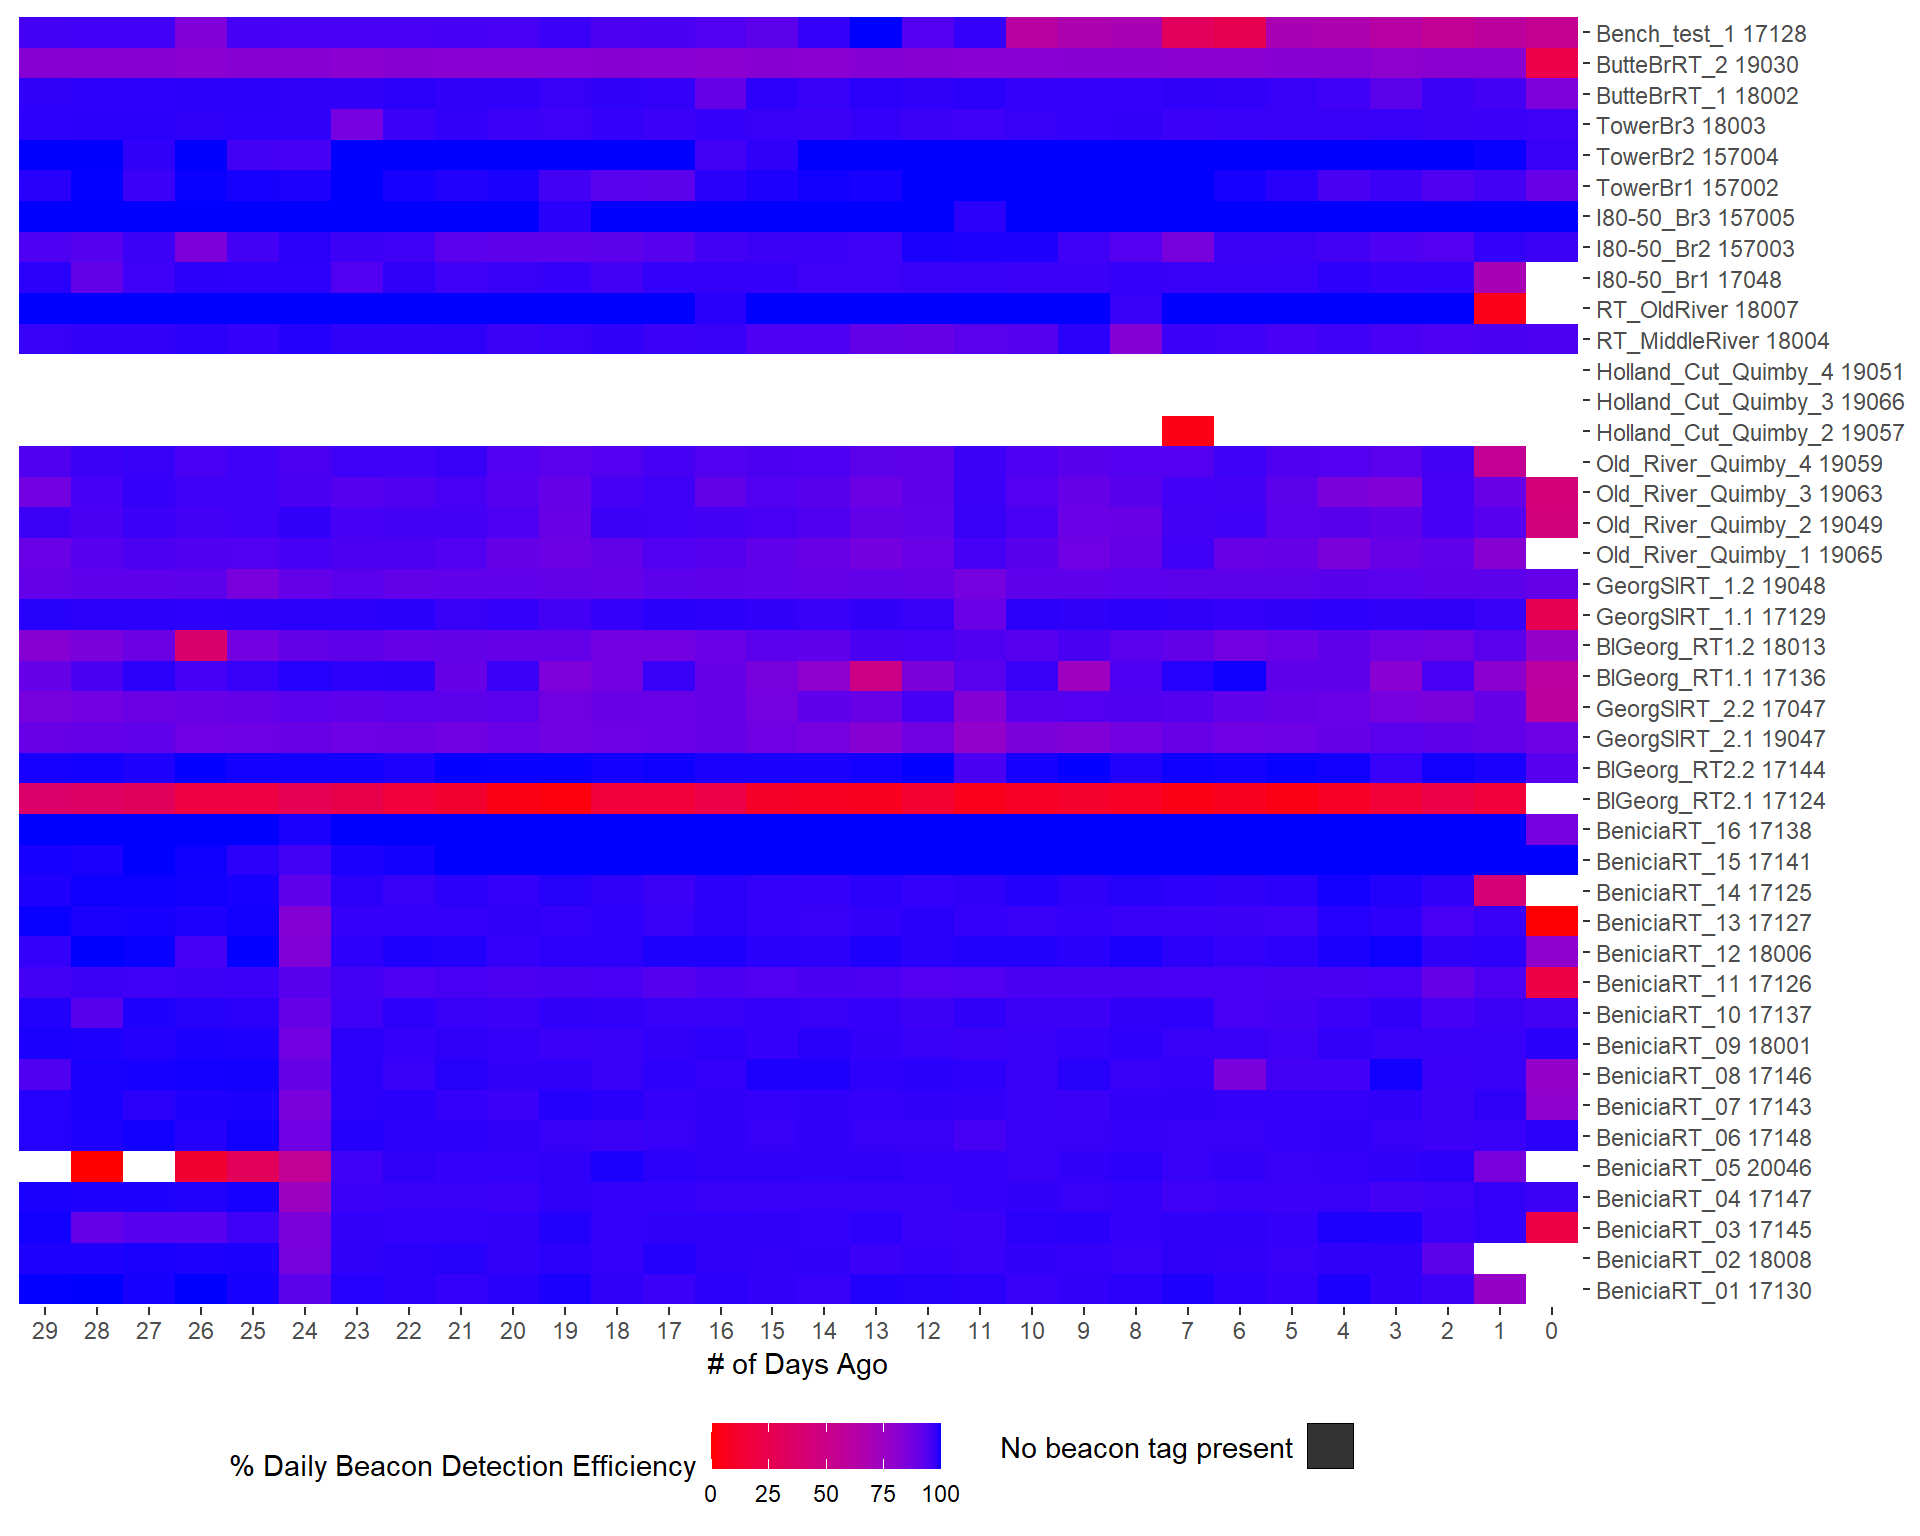 Bench_test_1 17128
ButteBrRT_2 19030
ButteBrRT_1 18002
TowerBr3 18003
TowerBr2 157004
TowerBr1 157002
I80-50_Br3 157005
I80-50_Br2 157003
I80-50_Br1 17048
RT_OldRiver 18007
RT_MiddleRiver 18004
Holland_Cut_Quimby_4 19051
Holland_Cut_Quimby_3 19066
Holland_Cut_Quimby_2 19057
Old_River_Quimby_4 19059
Old_River_Quimby_3 19063
Old_River_Quimby_2 19049
Old_River_Quimby_1 19065
GeorgSlRT_1.2 19048
GeorgSlRT_1.1 17129
BlGeorg_RT1.2 18013
BlGeorg_RT1.1 17136
GeorgSlRT_2.2 17047
GeorgSlRT_2.1 19047
BlGeorg_RT2.2 17144
BlGeorg_RT2.1 17124
BeniciaRT_16 17138
BeniciaRT_15 17141
BeniciaRT_14 17125
BeniciaRT_13 17127
BeniciaRT_12 18006
BeniciaRT_11 17126
BeniciaRT_10 17137
BeniciaRT_09 18001
BeniciaRT_08 17146
BeniciaRT_07 17143
BeniciaRT_06 17148
BeniciaRT_05 20046
BeniciaRT_04 17147
BeniciaRT_03 17145
BeniciaRT_02 18008
BeniciaRT_01 17130
29 28 27 26 25 24 23 22 21 20 19 18 17 16 15 14 13 12 11 10 9 8 7 6 5 4 3 2 1 0
# of Days Ago
% Daily Beacon Detection Efficiency
0 25 50 75 100
No beacon tag present